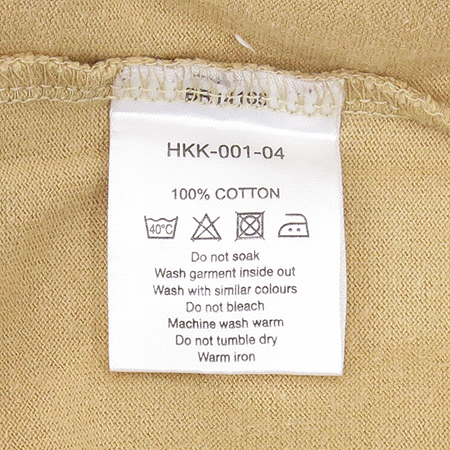 HKK-001-04
100% COTTON
40°C
Do not soak
Wash garment inside out
Wash with similar colours
Do not bleach
Machine wash warm
Do not tumble dry
Warm iron